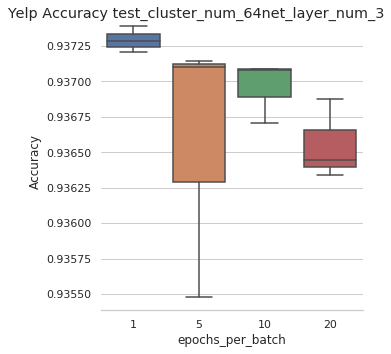 Yelp Accuracy test_cluster_num_64net_layer_num_3
0.93725
0.93700
0.93675
0.93650
0.93625
0.93600
0.93575
0.93550
Accuracy
1 5 10 20
epochs_per_batch